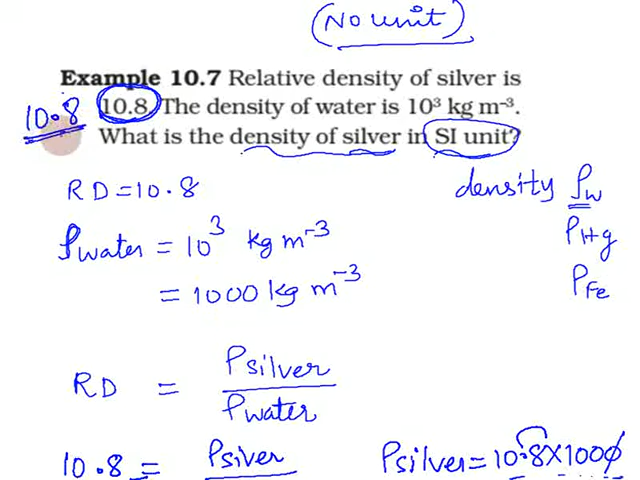 (No unit)
Example 10.7 Relative density of silver is
10.8 10.8. The density of water is 10³ kg m⁻³.
What is the density of silver in SI unit?
RD = 10.8
density ρw
ρwater = 10³ kg m⁻³
ρHg
= 1000 kg m⁻³
ρFe
RD = ρsilver / ρwater
10.8 = ρsiver
ρsilver = 10.8 × 1000